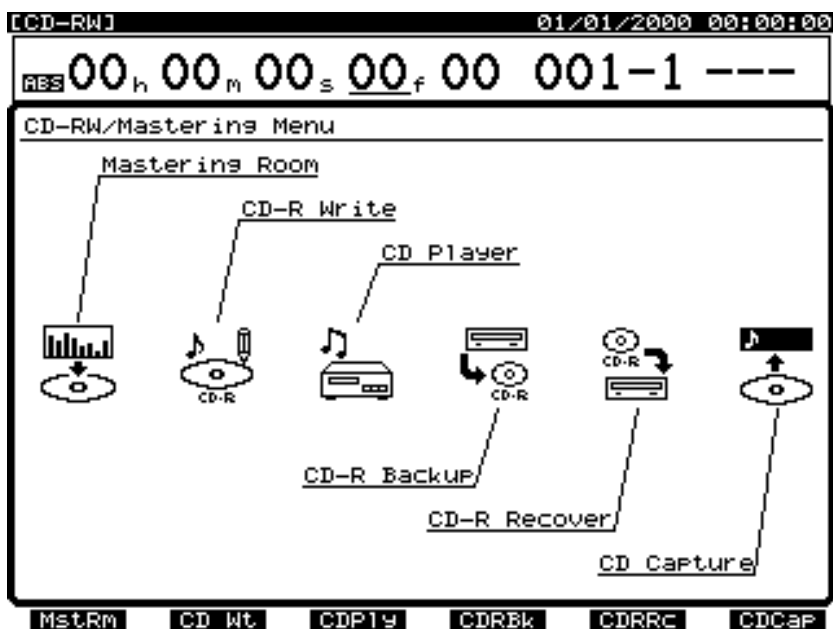 [CD-RW] 01/01/2000 00:00:00
ABS 00h 00m 00s 00f 00 001-1 ---
CD-RW/Mastering Menu
Mastering Room
CD-R Write
CD Player
CD-R
CD-R
CD-R
CD-R Backup
CD-R Recover
CD Capture
MstRm CD Wt CDPly CDRBk CDRRc CDCap